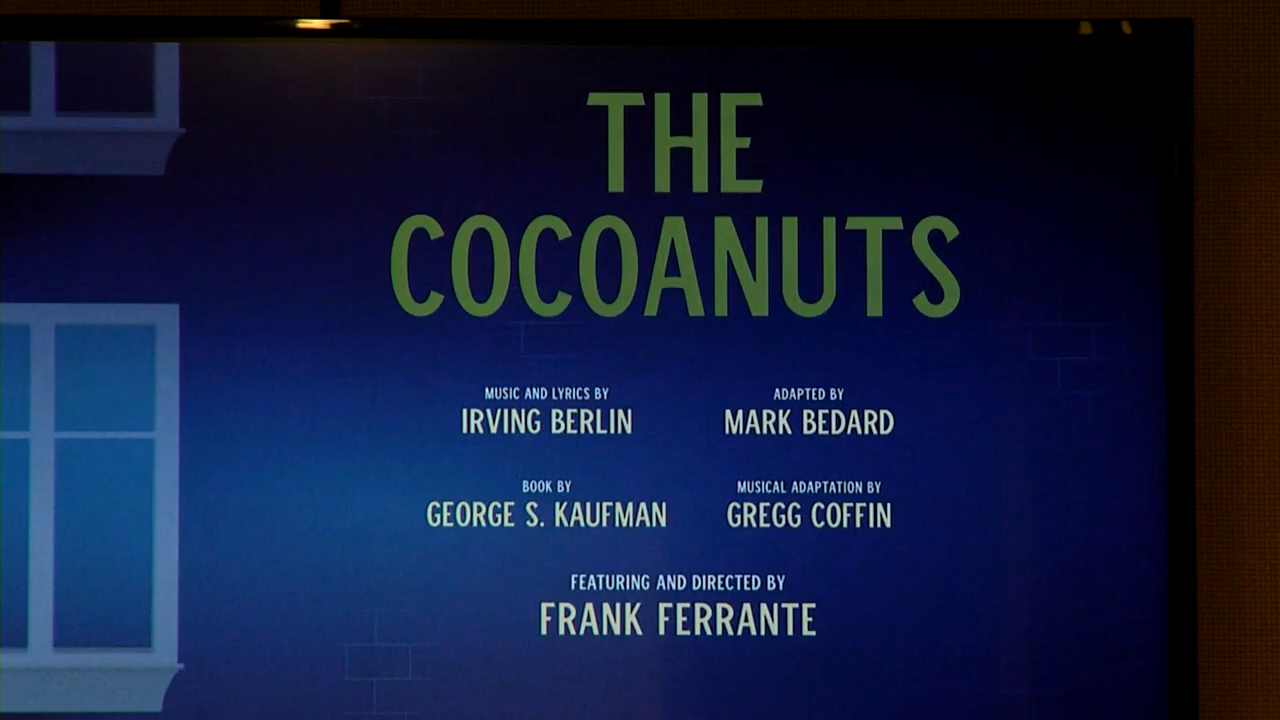 THE
COCOANUTS
MUSIC AND LYRICS BY
IRVING BERLIN
ADAPTED BY
MARK BEDARD
BOOK BY
GEORGE S. KAUFMAN
MUSICAL ADAPTATION BY
GREGG COFFIN
FEATURING AND DIRECTED BY
FRANK FERRANTE